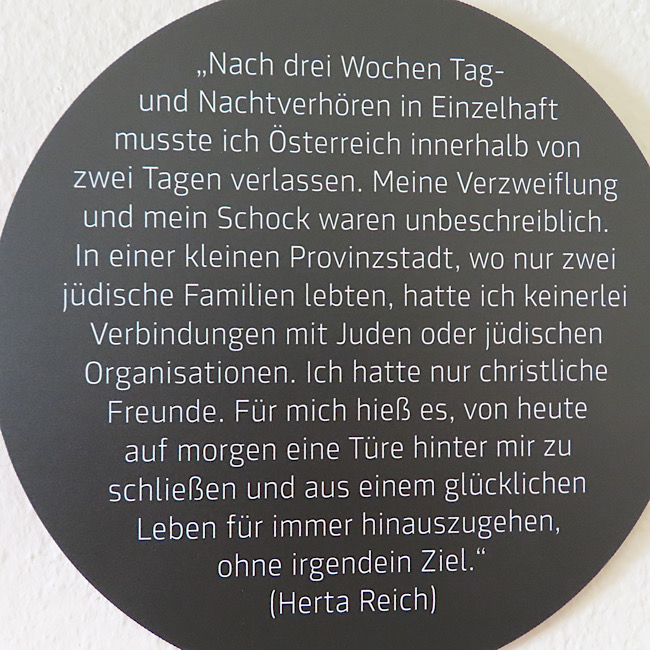 „Nach drei Wochen Tag-
und Nachtverhören in Einzelhaft
musste ich Österreich innerhalb von
zwei Tagen verlassen. Meine Verzweiflung
und mein Schock waren unbeschreiblich.
In einer kleinen Provinzstadt, wo nur zwei
jüdische Familien lebten, hatte ich keinerlei
Verbindungen mit Juden oder jüdischen
Organisationen. Ich hatte nur christliche
Freunde. Für mich hieß es, von heute
auf morgen eine Türe hinter mir zu
schließen und aus einem glücklichen
Leben für immer hinauszugehen,
ohne irgendein Ziel.“
(Herta Reich)